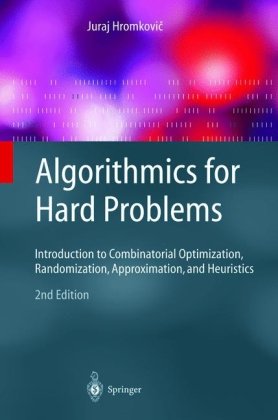 Juraj Hromkovič
Algorithmics for
Hard Problems
Introduction to Combinatorial Optimization,
Randomization, Approximation, and Heuristics
2nd Edition
Springer